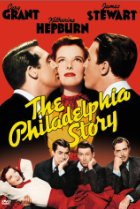 CARY GRANT
KATHARINE HEPBURN
JAMES STEWART
The
Philadelphia
Story